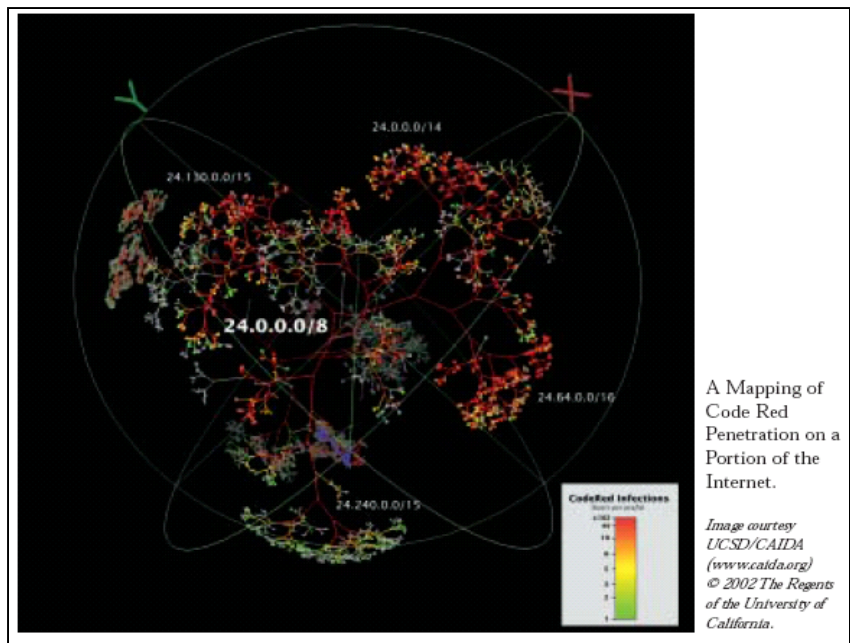 Y
X
24.0.0.0/14
24.130.0.0/15
24.0.0.0/8
24.64.0.0/16
24.240.0.0/15
CodeRed Infections
A Mapping of
Code Red
Penetration on a
Portion of the
Internet.
Image courtesy
UCSD/CAIDA
(www.caida.org)
© 2002 The Regents
of the University of
California.